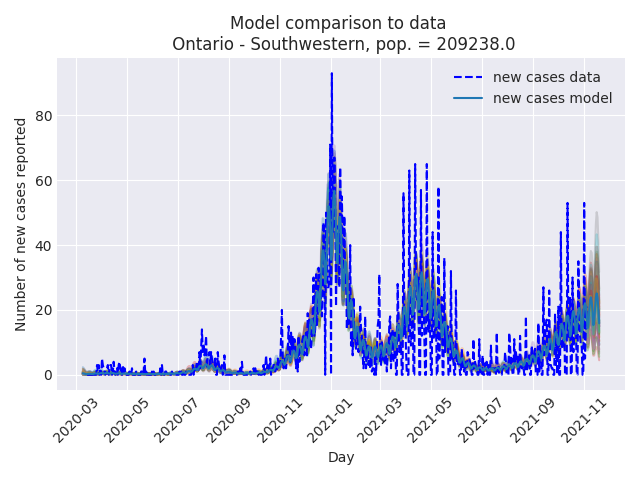 Model comparison to data
Ontario - Southwestern, pop. = 209238.0
new cases data
new cases model
Number of new cases reported
80
60
40
20
0
2020-03
2020-05
2020-07
2020-09
2020-11
2021-01
2021-03
2021-05
2021-07
2021-09
2021-11
Day